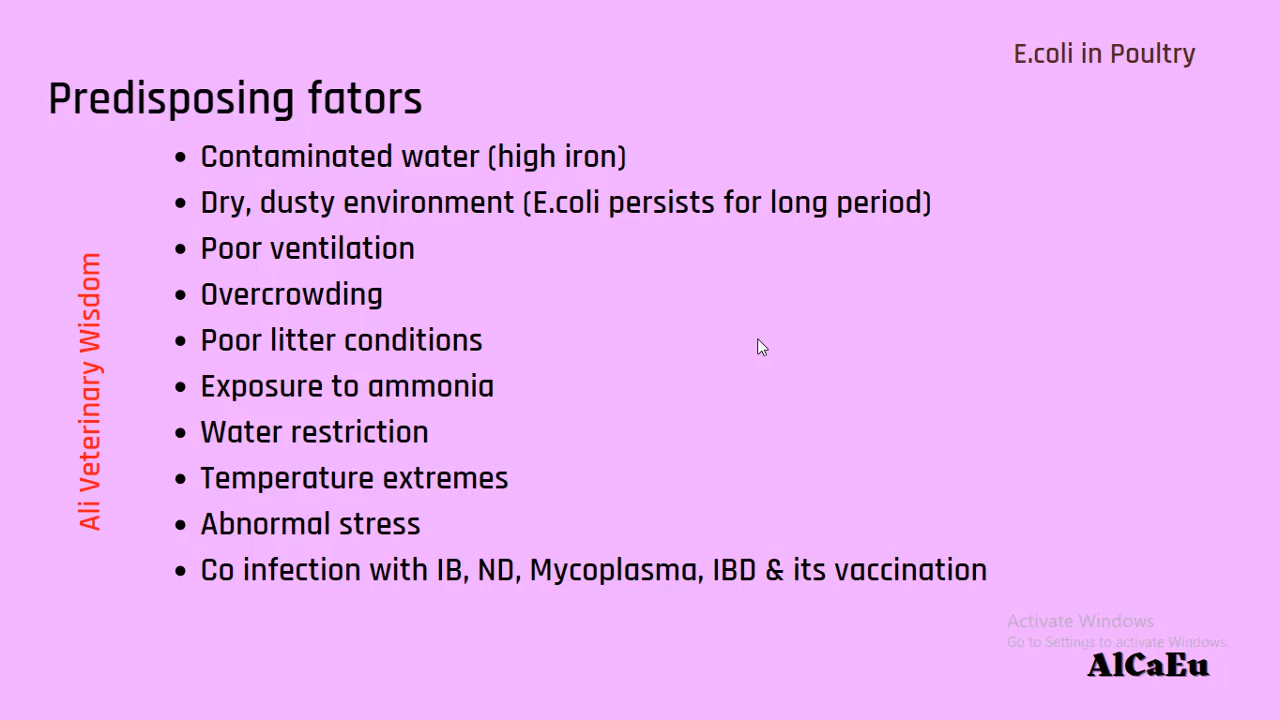 E.coli in Poultry
Predisposing fators
• Contaminated water (high iron)
• Dry, dusty environment (E.coli persists for long period)
• Poor ventilation
• Overcrowding
• Poor litter conditions
• Exposure to ammonia
• Water restriction
• Temperature extremes
• Abnormal stress
• Co infection with IB, ND, Mycoplasma, IBD & its vaccination
Ali Veterinary Wisdom
Activate Windows
Go to Settings to activate Windows.
AlCaEu